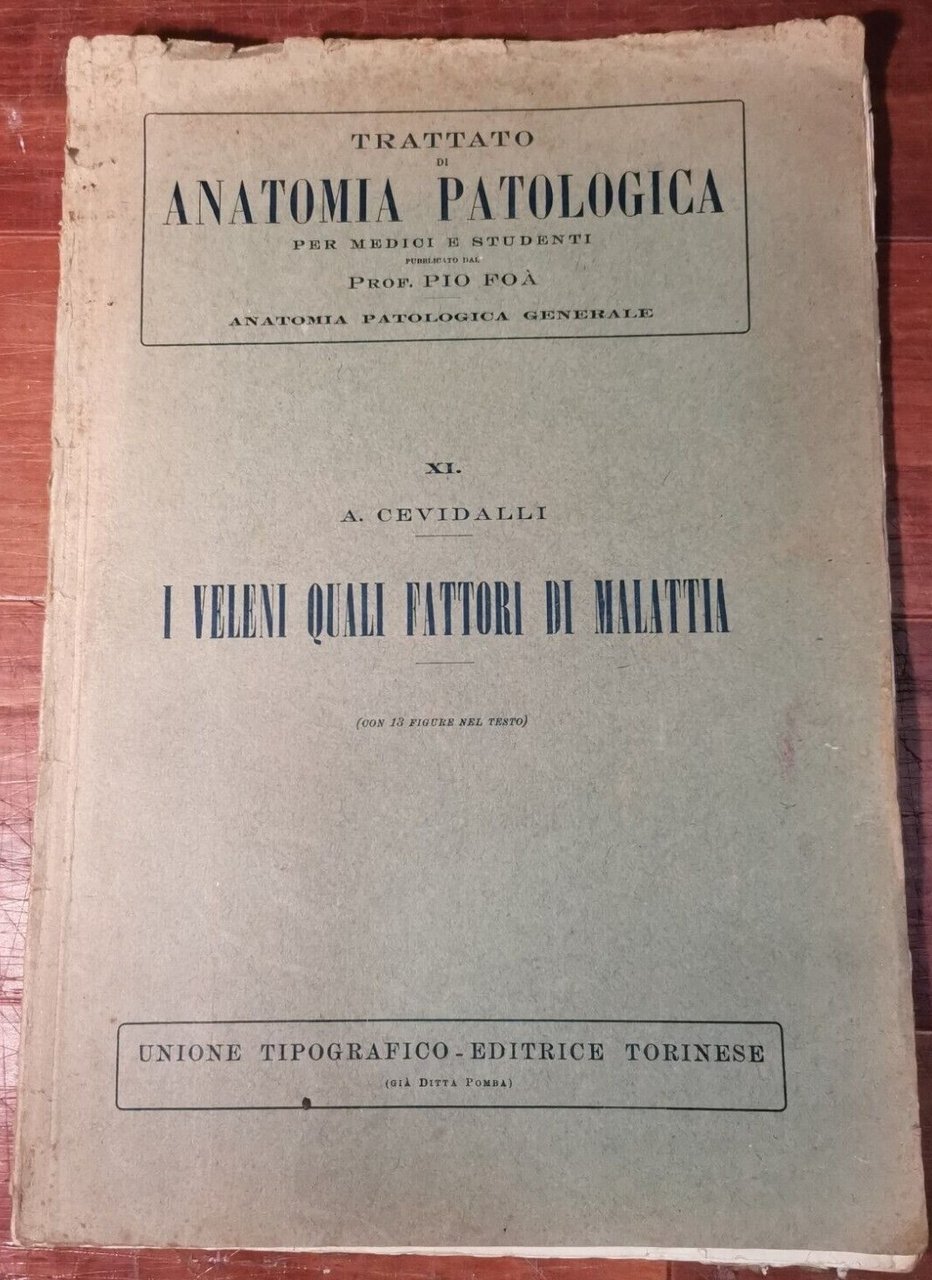 TRATTATO
DI
ANATOMIA PATOLOGICA
PER MEDICI E STUDENTI
PUBBLICATO DAL
PROF. PIO FOÀ
ANATOMIA PATOLOGICA GENERALE
XI.
A. CEVIDALLI
I VELENI QUALI FATTORI DI MALATTIA
(CON 13 FIGURE NEL TESTO)
UNIONE TIPOGRAFICO-EDITRICE TORINESE
(GIÀ DITTA POMBA)